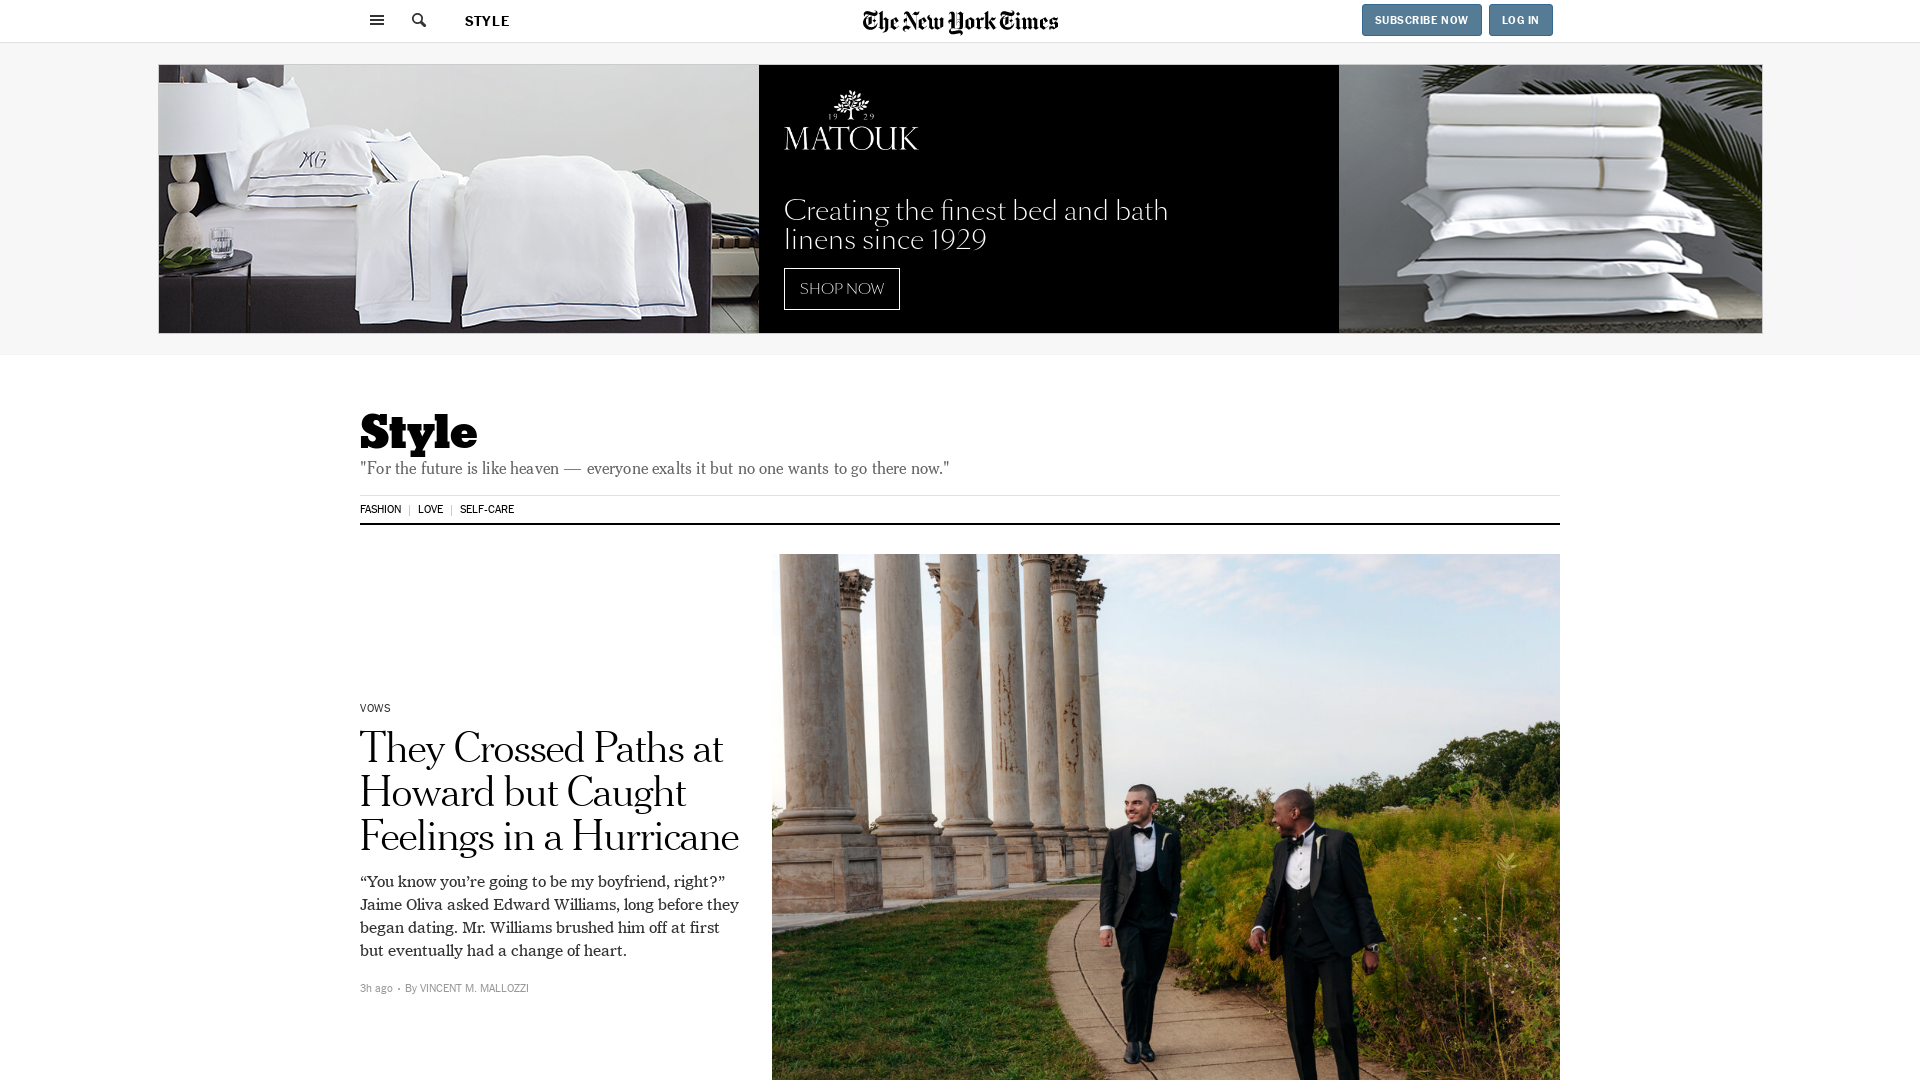 STYLE
The New York Times
SUBSCRIBE NOW
LOG IN
MG
1929
MATOUK
Creating the finest bed and bath
linens since 1929
SHOP NOW
Style
"For the future is like heaven — everyone exalts it but no one wants to go there now."
FASHION | LOVE | SELF-CARE
VOWS
They Crossed Paths at
Howard but Caught
Feelings in a Hurricane
“You know you’re going to be my boyfriend, right?”
Jaime Oliva asked Edward Williams, long before they
began dating. Mr. Williams brushed him off at first
but eventually had a change of heart.
3h ago • By VINCENT M. MALLOZZI